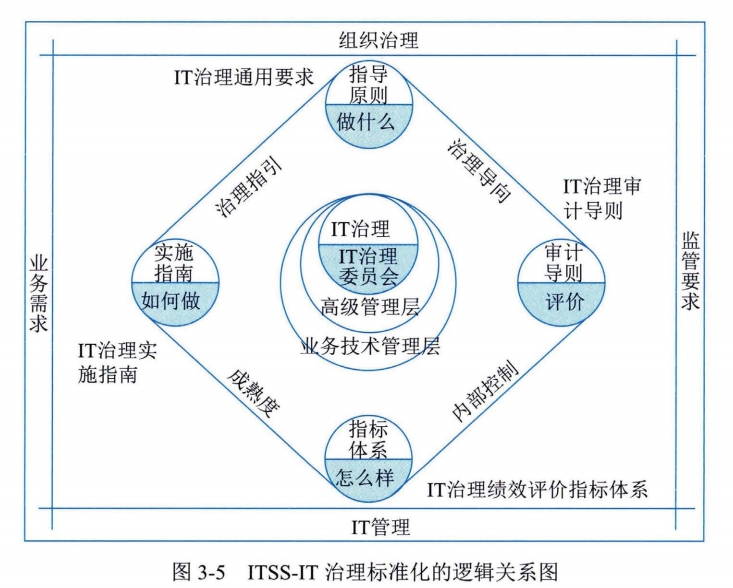 组织治理
IT治理通用要求
指导
原则
做什么
治理指引
治理导向
IT治理审
计导则
IT治理
IT治理
委员会
高级管理层
业务技术管理层
实施
指南
如何做
审计
导则
评价
业务需求
监管要求
IT治理实
施指南
成熟度
内部控制
指标
体系
怎么样
IT治理绩效评价指标体系
IT管理
图 3-5 ITSS-IT 治理标准化的逻辑关系图